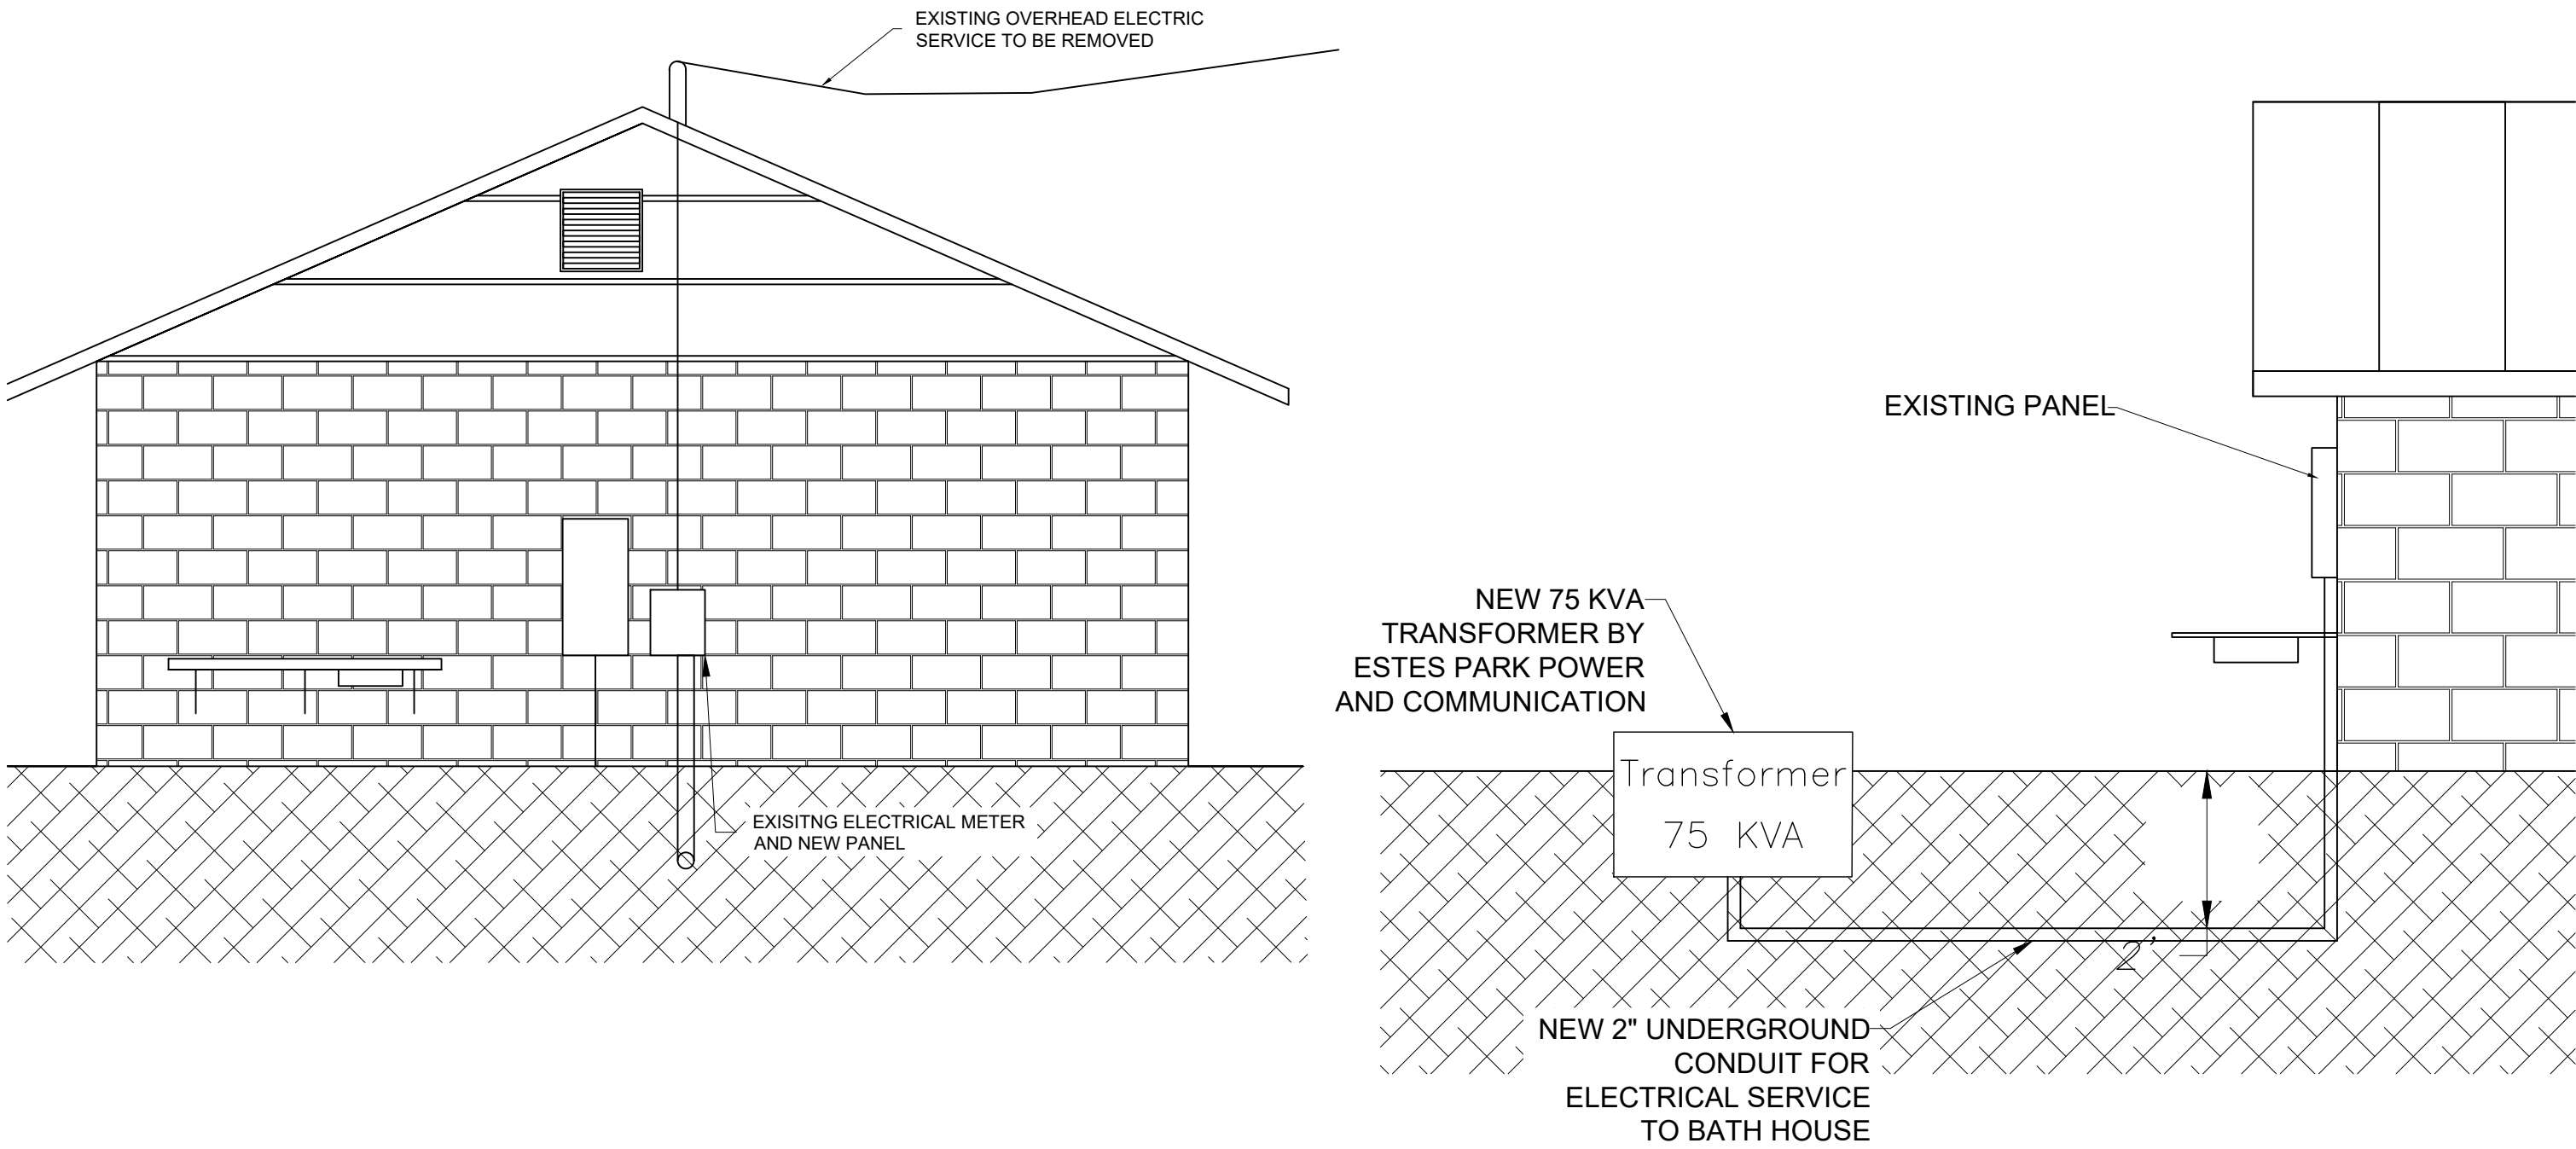 EXISTING OVERHEAD ELECTRIC
SERVICE TO BE REMOVED
EXISITNG ELECTRICAL METER
AND NEW PANEL
EXISTING PANEL
NEW 75 KVA
TRANSFORMER BY
ESTES PARK POWER
AND COMMUNICATION
Transformer
75 KVA
2'
NEW 2" UNDERGROUND
CONDUIT FOR
ELECTRICAL SERVICE
TO BATH HOUSE